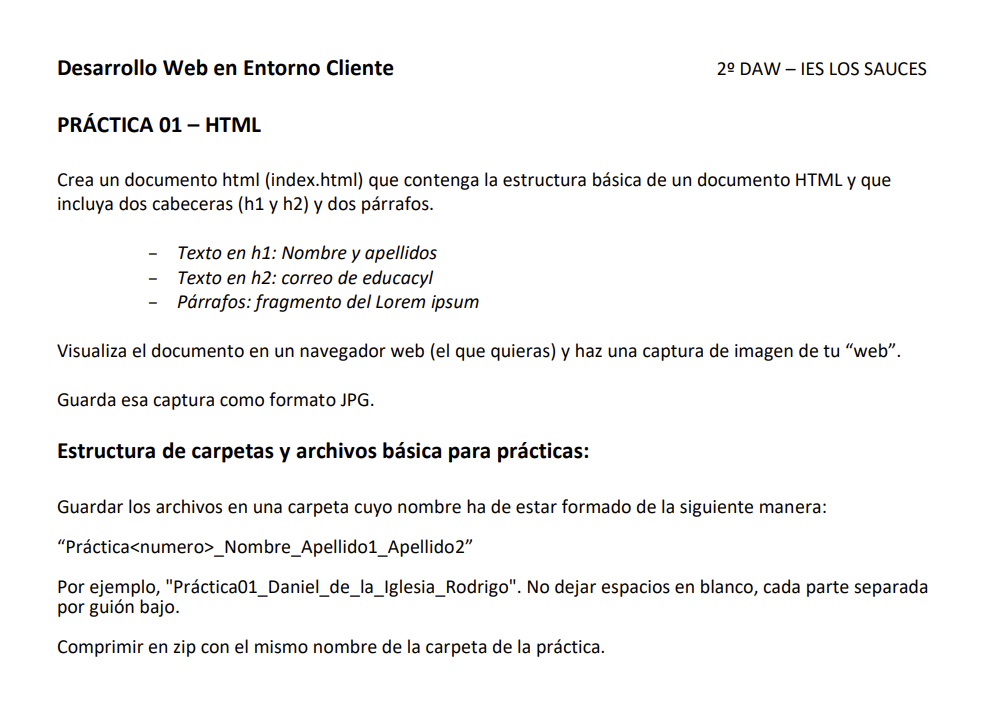 Desarrollo Web en Entorno Cliente 2º DAW – IES LOS SAUCES
PRÁCTICA 01 – HTML
Crea un documento html (index.html) que contenga la estructura básica de un documento HTML y que
incluya dos cabeceras (h1 y h2) y dos párrafos.
– Texto en h1: Nombre y apellidos
– Texto en h2: correo de educacyl
– Párrafos: fragmento del Lorem ipsum
Visualiza el documento en un navegador web (el que quieras) y haz una captura de imagen de tu “web”.
Guarda esa captura como formato JPG.
Estructura de carpetas y archivos básica para prácticas:
Guardar los archivos en una carpeta cuyo nombre ha de estar formado de la siguiente manera:
“Práctica<numero>_Nombre_Apellido1_Apellido2”
Por ejemplo, "Práctica01_Daniel_de_la_Iglesia_Rodrigo". No dejar espacios en blanco, cada parte separada
por guión bajo.
Comprimir en zip con el mismo nombre de la carpeta de la práctica.